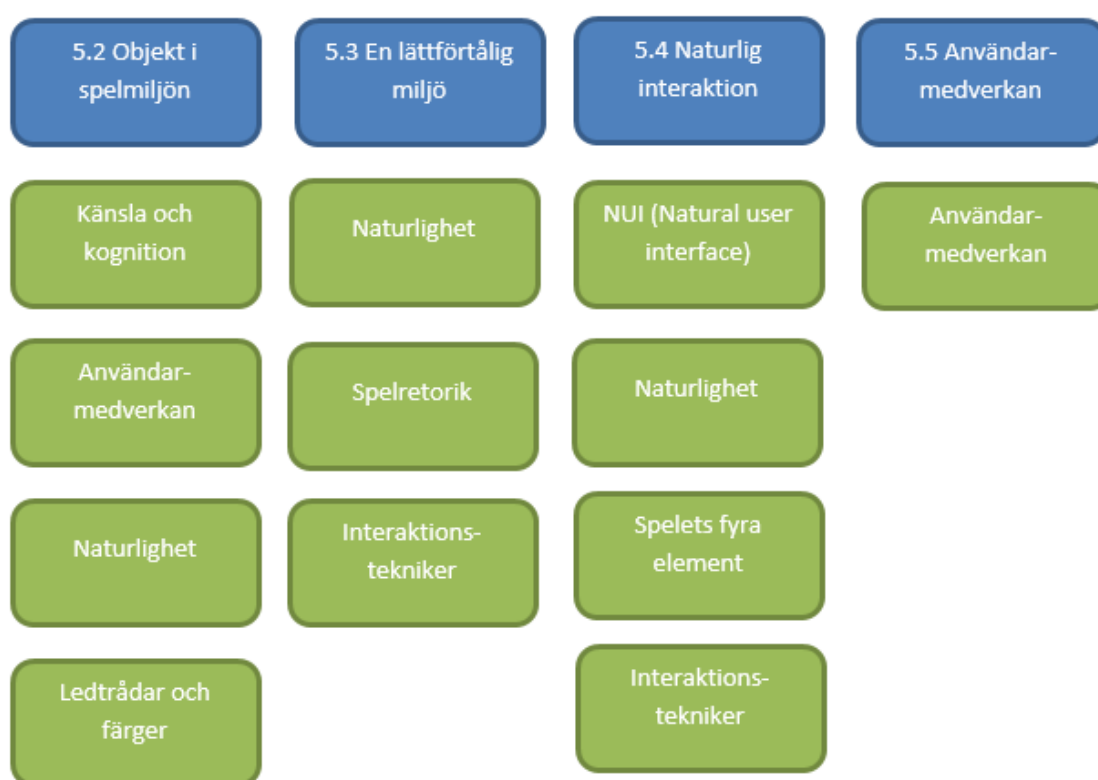 5.2 Objekt i
spelmiljön
5.3 En lättförtålig
miljö
5.4 Naturlig
interaktion
5.5 Användar-
medverkan
Känsla och
kognition
Naturlighet
NUI (Natural user
interface)
Användar-
medverkan
Användar-
medverkan
Spelretorik
Naturlighet
Naturlighet
Interaktions-
tekniker
Spelets fyra
element
Ledtrådar och
färger
Interaktions-
tekniker